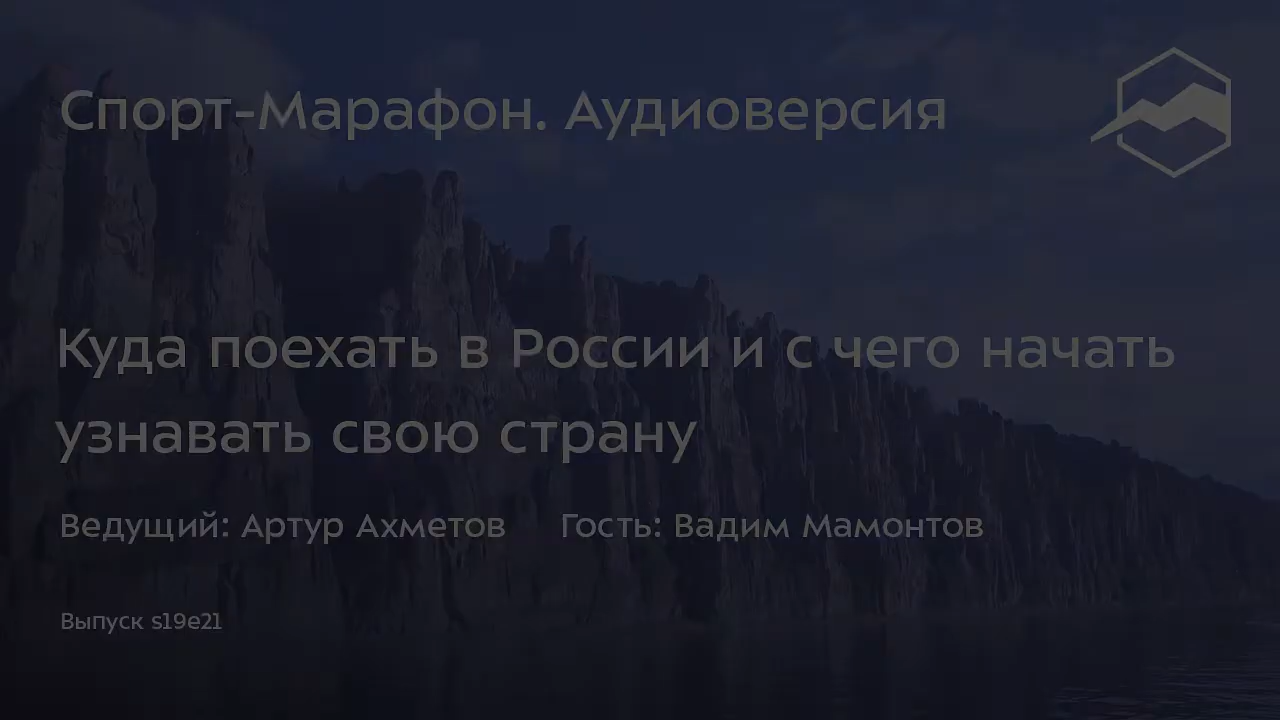 Спорт-Марафон. Аудиоверсия
Куда поехать в России и с чего начать
узнавать свою страну
Ведущий: Артур Ахметов Гость: Вадим Мамонтов
Выпуск s19e21